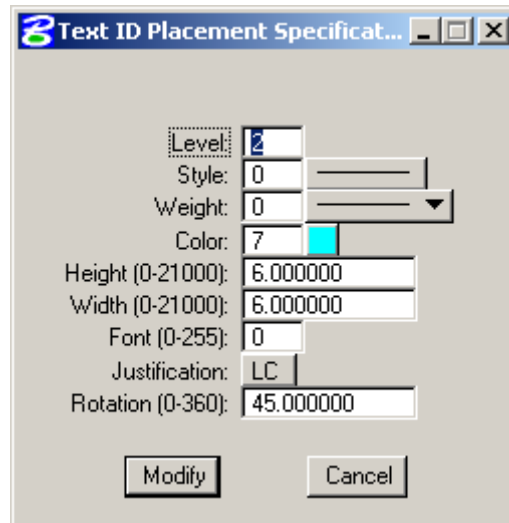 Text ID Placement Specificat...
Level: 2
Style: 0
Weight: 0
Color: 7
Height (0-21000): 6.000000
Width (0-21000): 6.000000
Font (0-255): 0
Justification: LC
Rotation (0-360): 45.000000
Modify Cancel